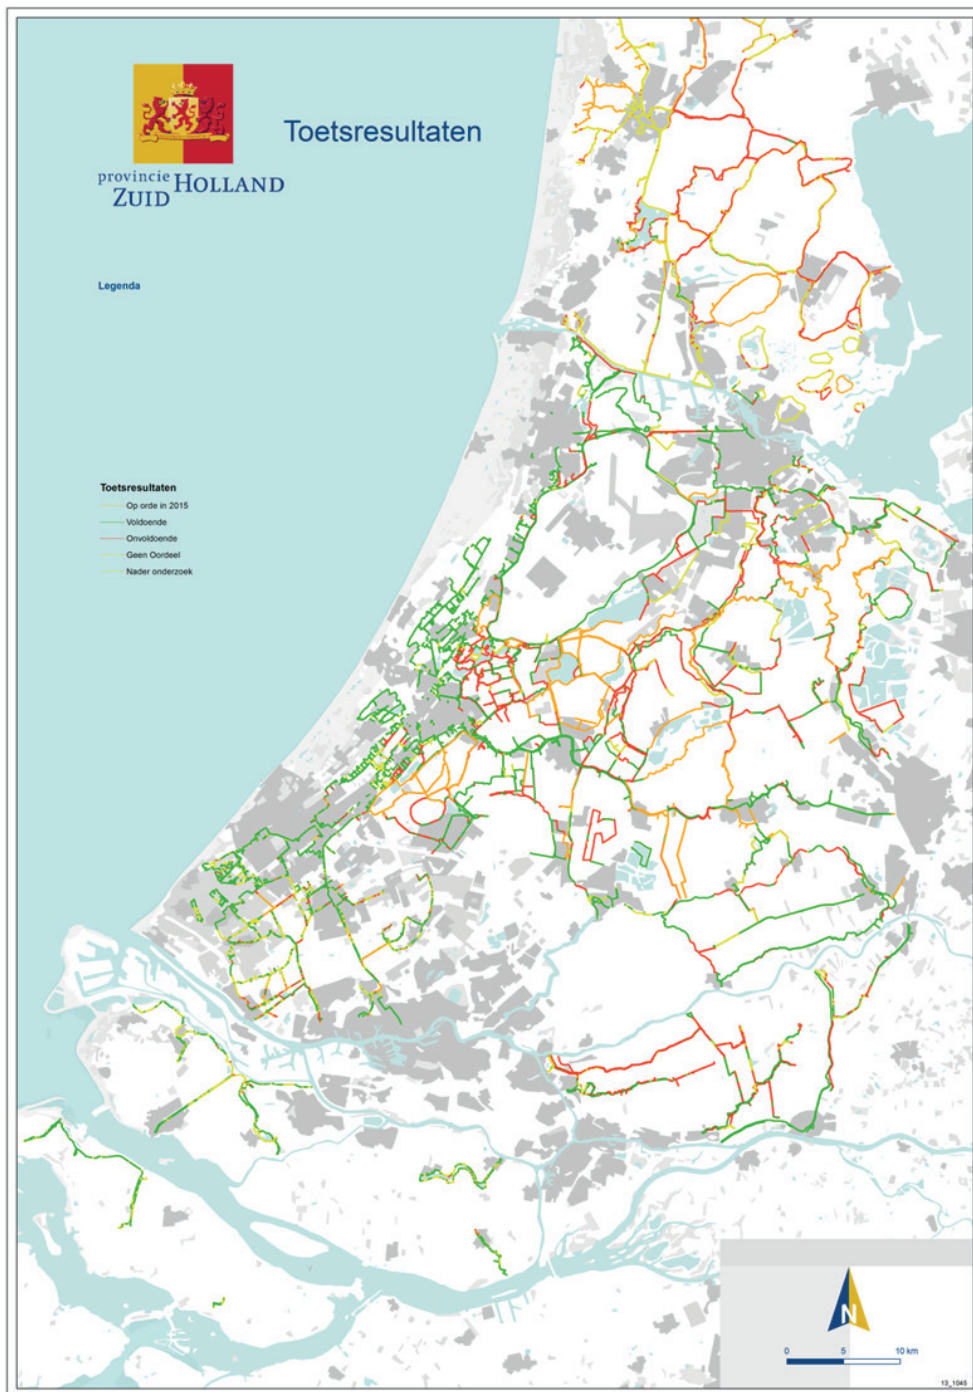 Toetsresultaten
provincie
ZUID HOLLAND
Legenda
Toetsresultaten
Op orde in 2015
Voldoende
Onvoldoende
Geen Oordeel
Nader onderzoek
N
0 5 10 km
13_1045